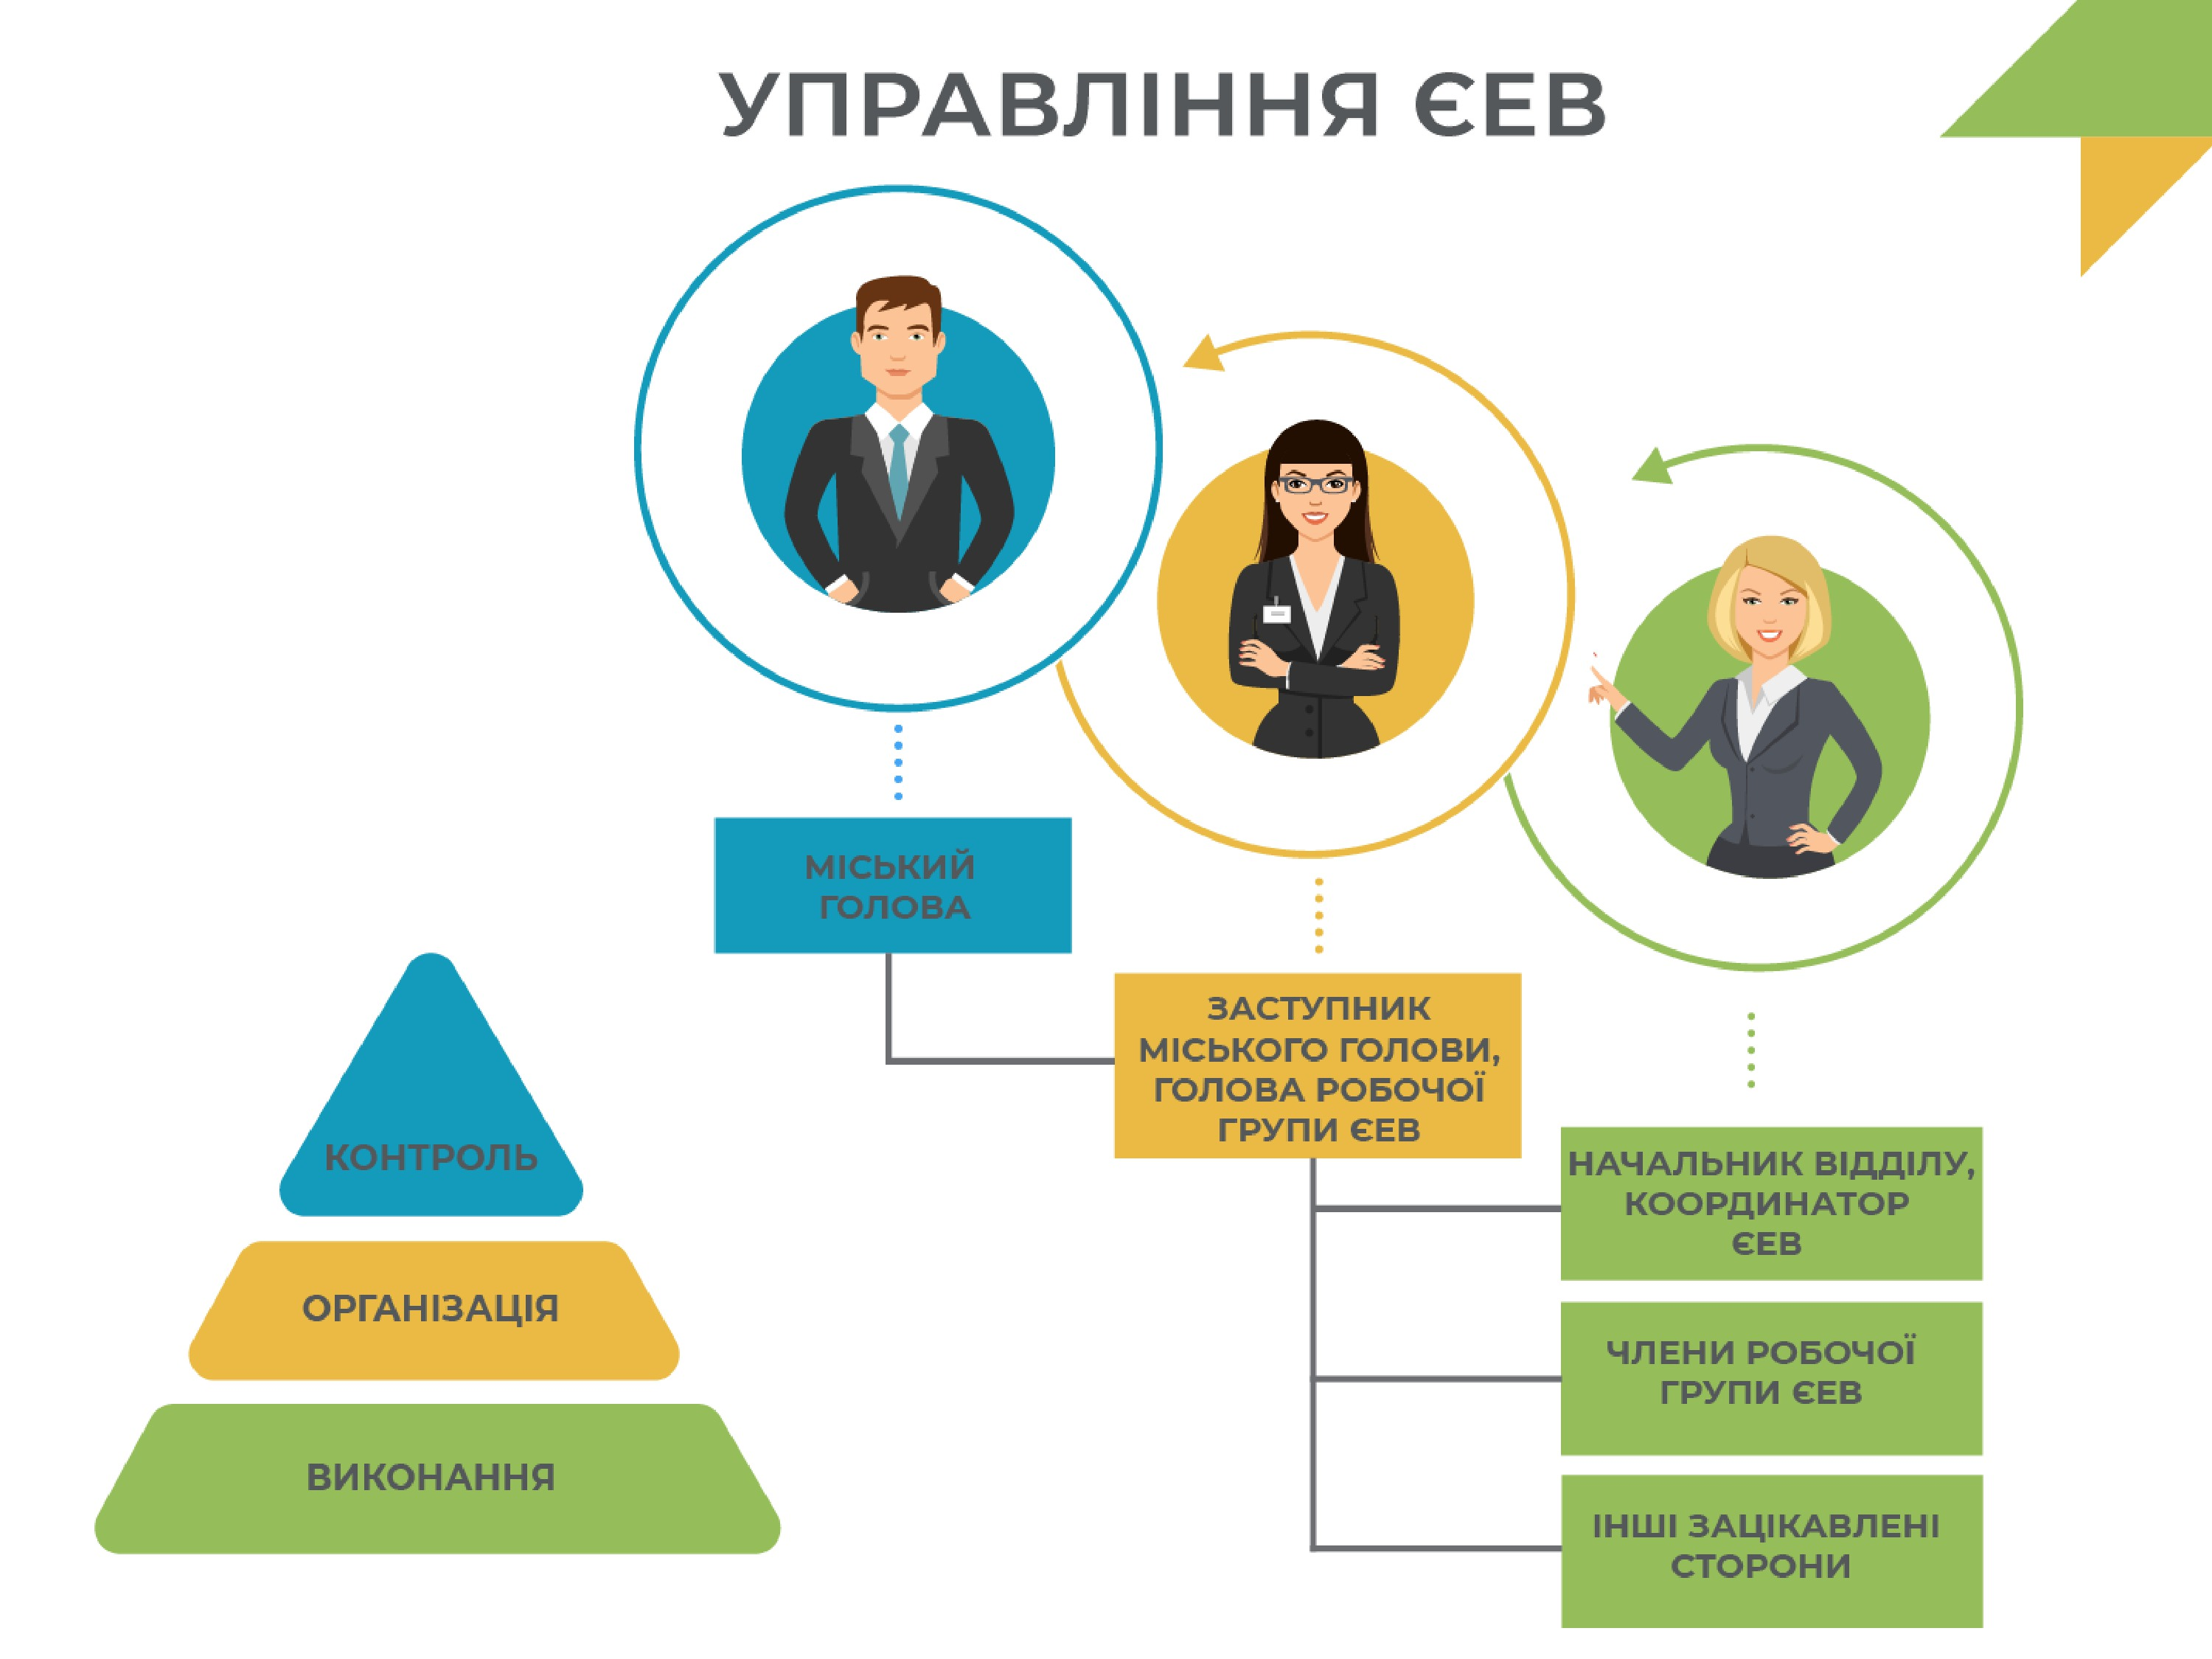 УПРАВЛІННЯ ЄЕВ
МІСЬКИЙ
ГОЛОВА
ЗАСТУПНИК
МІСЬКОГО ГОЛОВИ,
ГОЛОВА РОБОЧОЇ
ГРУПИ ЄЕВ
НАЧАЛЬНИК ВІДДІЛУ,
КООРДИНАТОР
ЄЕВ
ЧЛЕНИ РОБОЧОЇ
ГРУПИ ЄЕВ
ІНШІ ЗАЦІКАВЛЕНІ
СТОРОНИ
КОНТРОЛЬ
ОРГАНІЗАЦІЯ
ВИКОНАННЯ